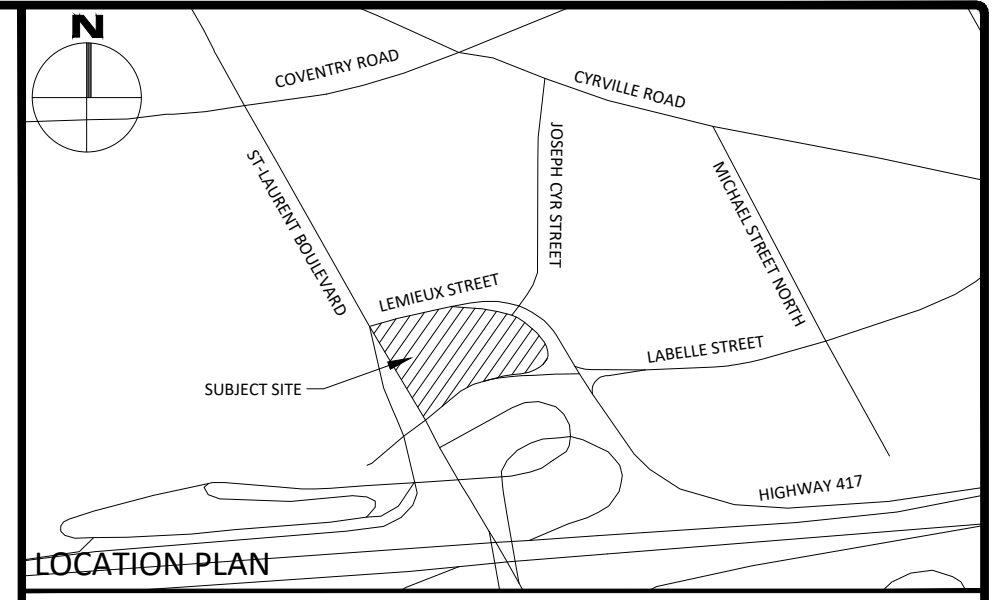 N
COVENTRY ROAD
CYRVILLE ROAD
ST-LAURENT BOULEVARD
JOSEPH CYR STREET
MICHAEL STREET NORTH
LEMIEUX STREET
LABELLE STREET
SUBJECT SITE
HIGHWAY 417
LOCATION PLAN